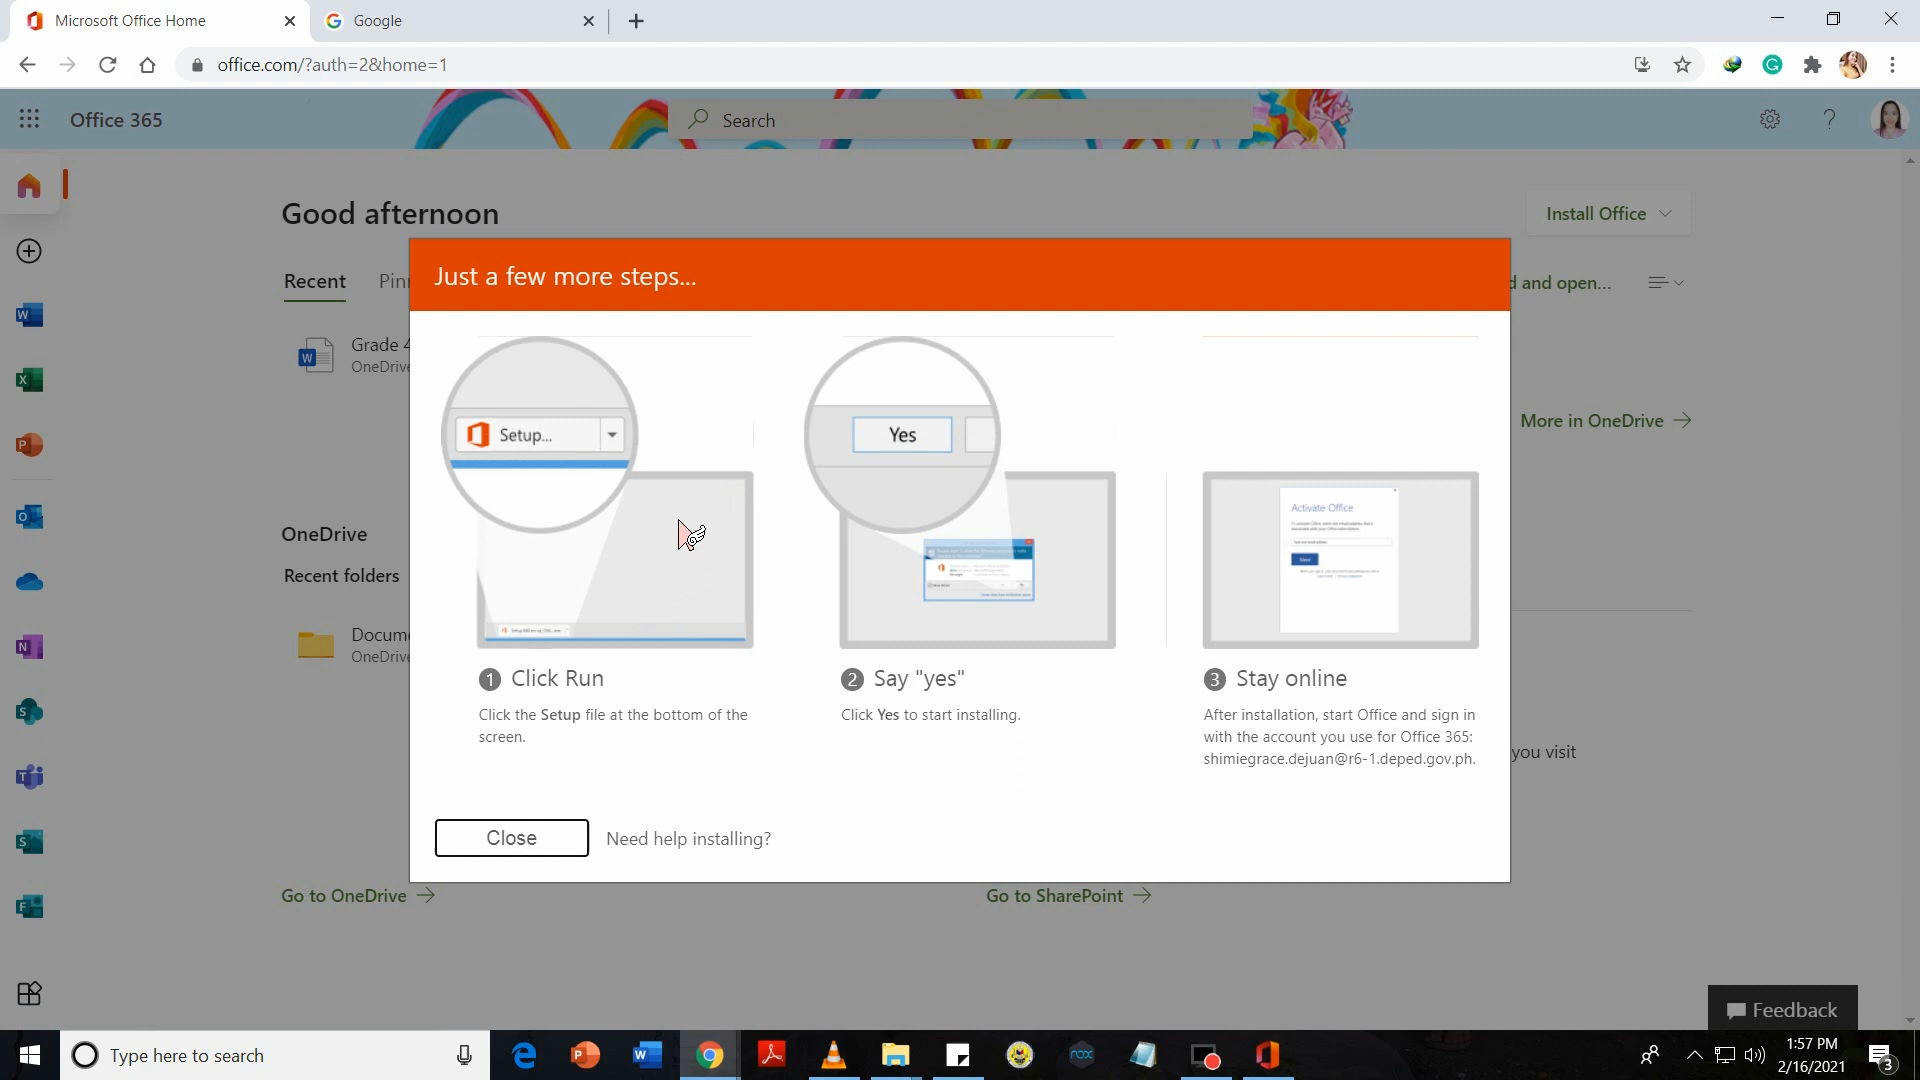 Microsoft Office Home
Google
office.com/?auth=2&home=1
Office 365
Search
Good afternoon
Install Office
Recent
Pin
d and open...
Just a few more steps...
Grade 4
OneDrive
Setup...
Yes
More in OneDrive
Activate Office
OneDrive
Recent folders
Docume
OneDrive
1 Click Run
Click the Setup file at the bottom of the
screen.
2 Say "yes"
Click Yes to start installing.
3 Stay online
After installation, start Office and sign in
with the account you use for Office 365:
shimiegrace.dejuan@r6-1.deped.gov.ph.
you visit
Close
Need help installing?
Go to OneDrive
Go to SharePoint
Feedback
Type here to search
nox
1:57 PM
2/16/2021
3